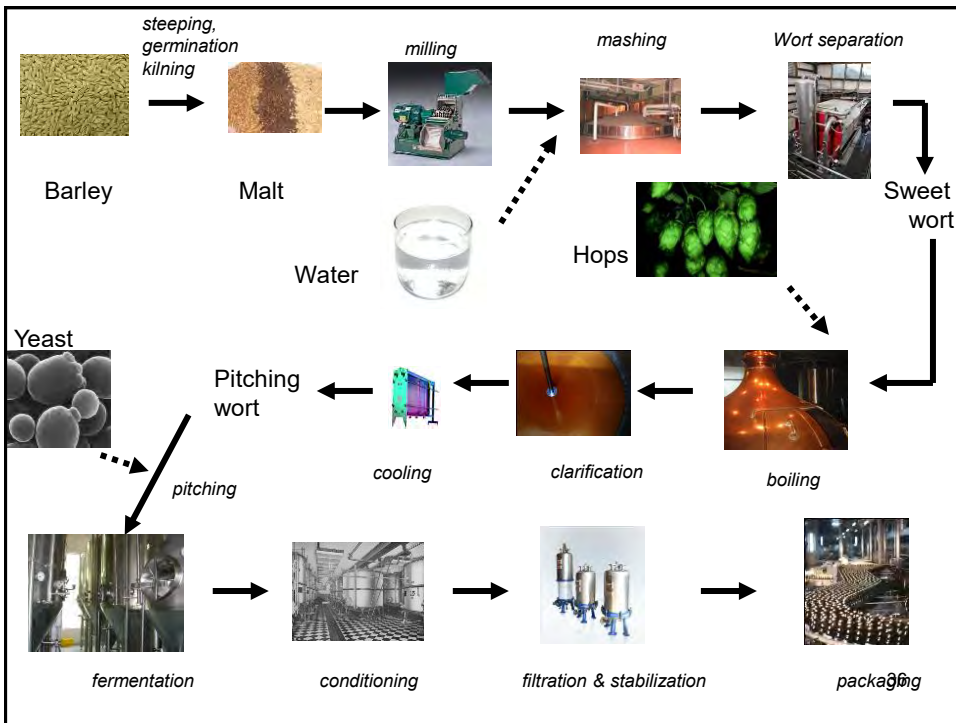 steeping,
germination
kilning
milling
mashing
Wort separation
Barley
Malt
Sweet
wort
Water
Hops
Yeast
Pitching
wort
cooling
clarification
boiling
pitching
fermentation
conditioning
filtration & stabilization
packaging
36